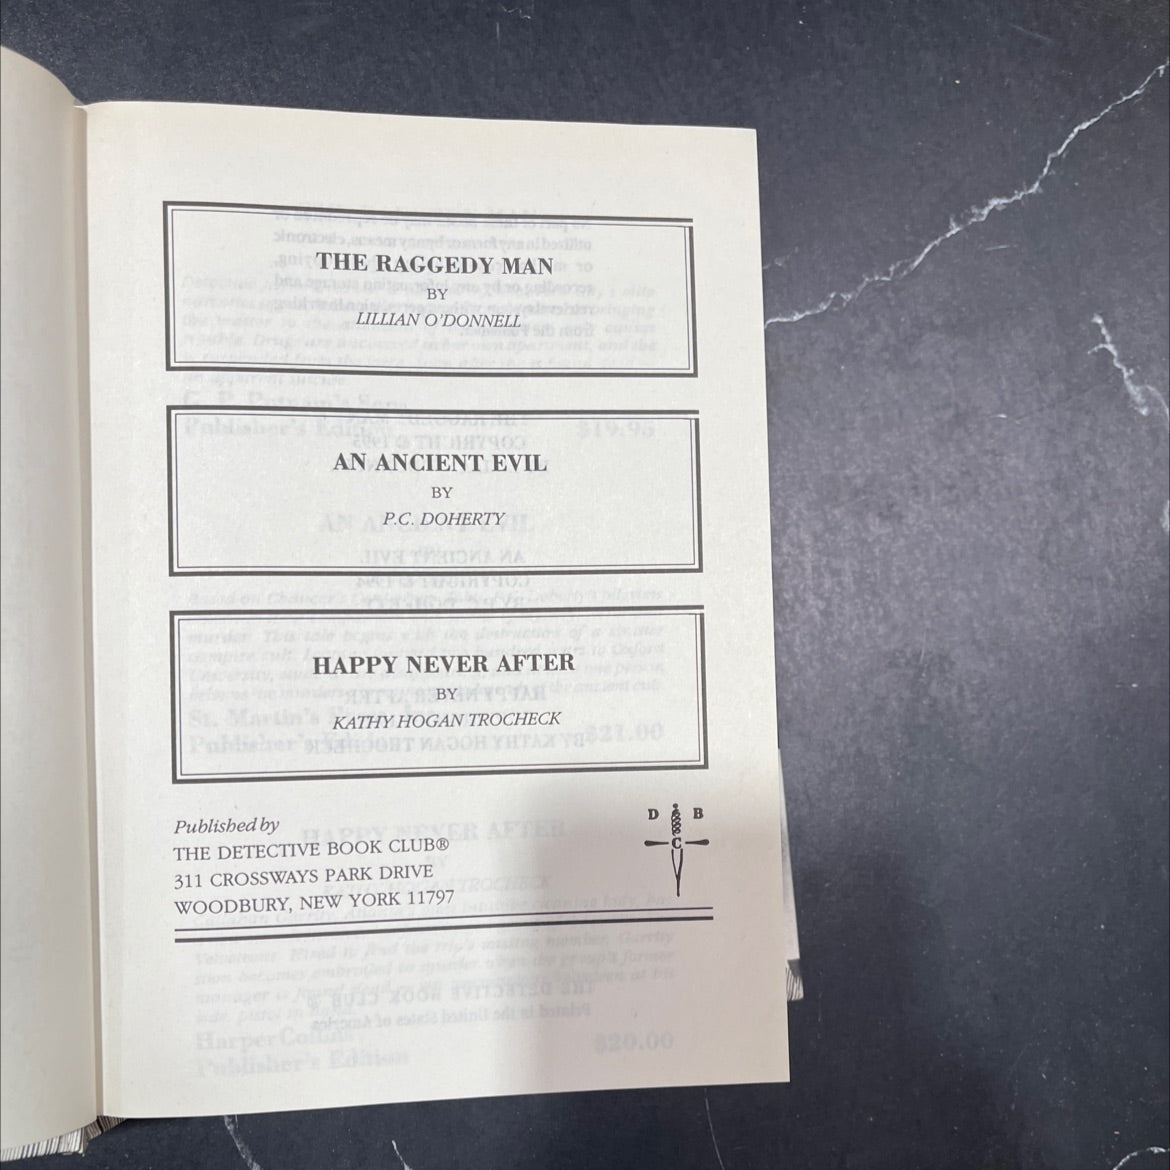 THE RAGGEDY MAN
BY
LILLIAN O'DONNELL
AN ANCIENT EVIL
BY
P.C. DOHERTY
HAPPY NEVER AFTER
BY
KATHY HOGAN TROCHECK
Published by
THE DETECTIVE BOOK CLUB®
311 CROSSWAYS PARK DRIVE
WOODBURY, NEW YORK 11797
D B
C